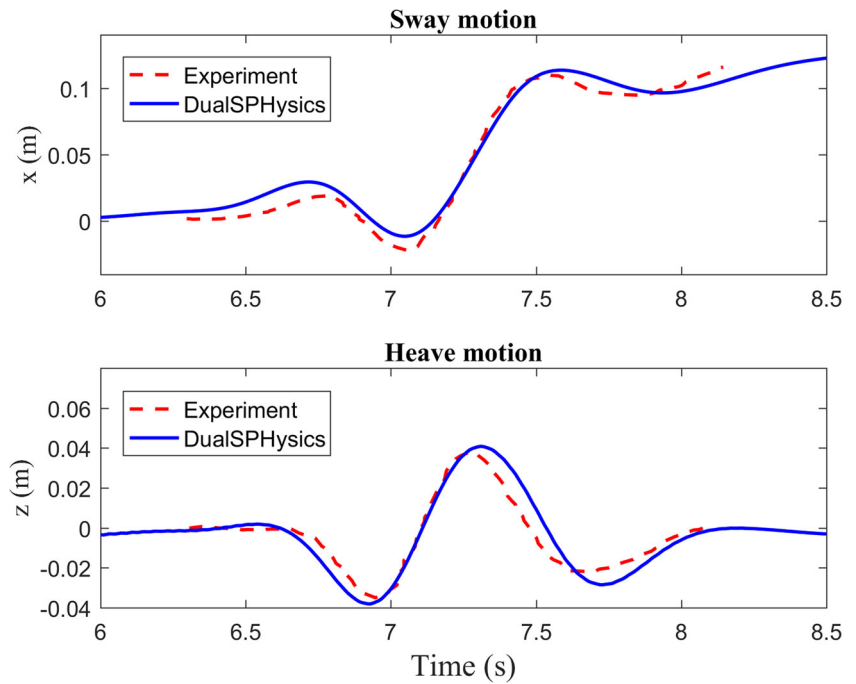 Sway motion
Experiment
DualSPHysics
x (m)
0.1
0.05
0
6
6.5
7
7.5
8
8.5
Heave motion
Experiment
DualSPHysics
z (m)
0.06
0.04
0.02
0
-0.02
-0.04
6
6.5
7
7.5
8
8.5
Time (s)